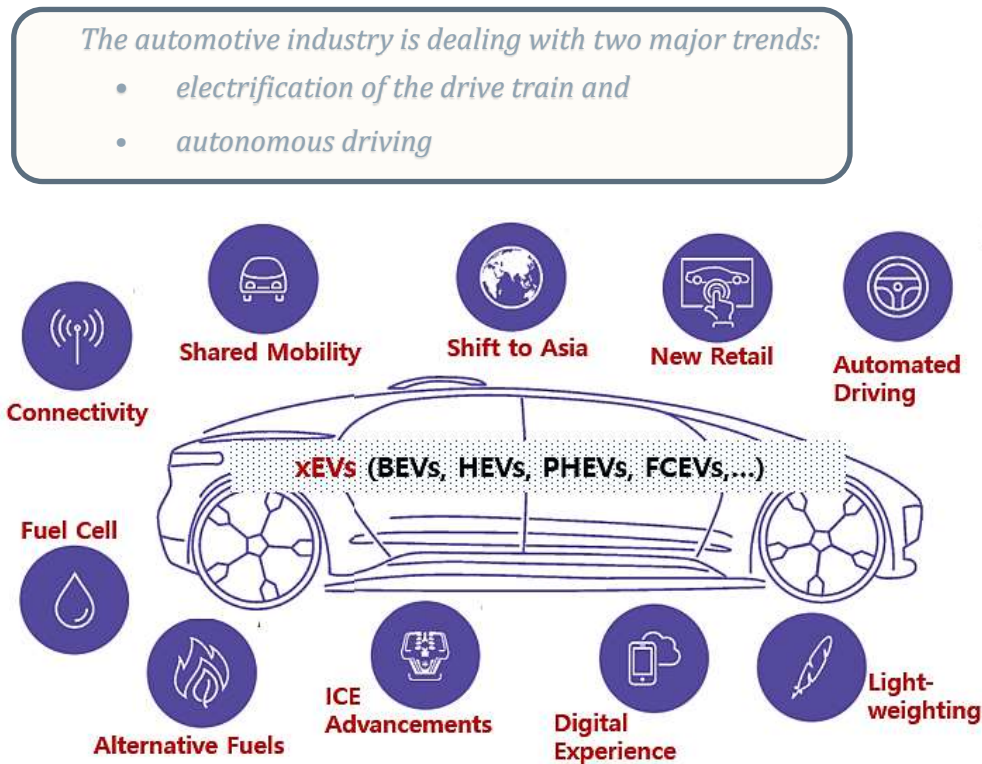 The automotive industry is dealing with two major trends:
• electrification of the drive train and
• autonomous driving
Connectivity
Shared Mobility
Shift to Asia
New Retail
Automated
Driving
xEVs (BEVs, HEVs, PHEVs, FCEVs,...)
Fuel Cell
Alternative Fuels
ICE
Advancements
Digital
Experience
Light-
weighting